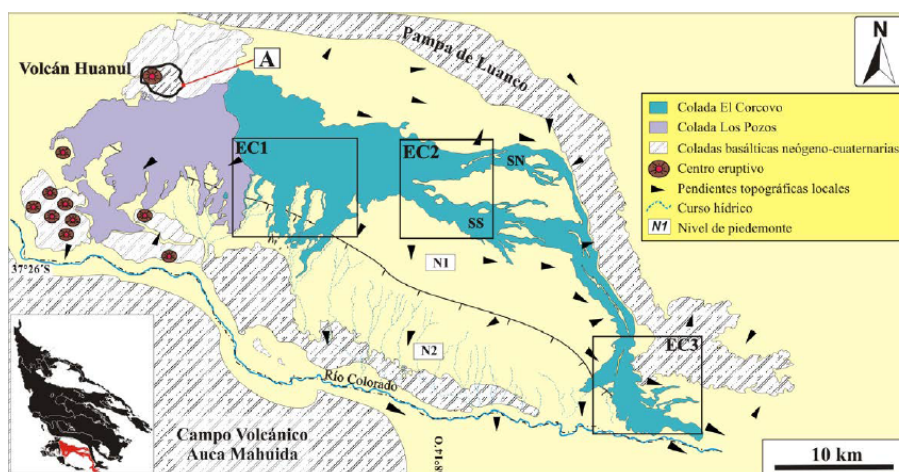 Pampa de Luanco
N
Volcán Huanul
A
Colada El Corcovo
Colada Los Pozos
Coladas basálticas neógeno-cuaternarias
Centro eruptivo
Pendientes topográficas locales
Curso hídrico
N1 Nivel de piedemonte
EC1
EC2
SN
SS
37°26´S
N1
N2
EC3
Río Colorado
Campo Volcánico
Auca Mahuida
10 km